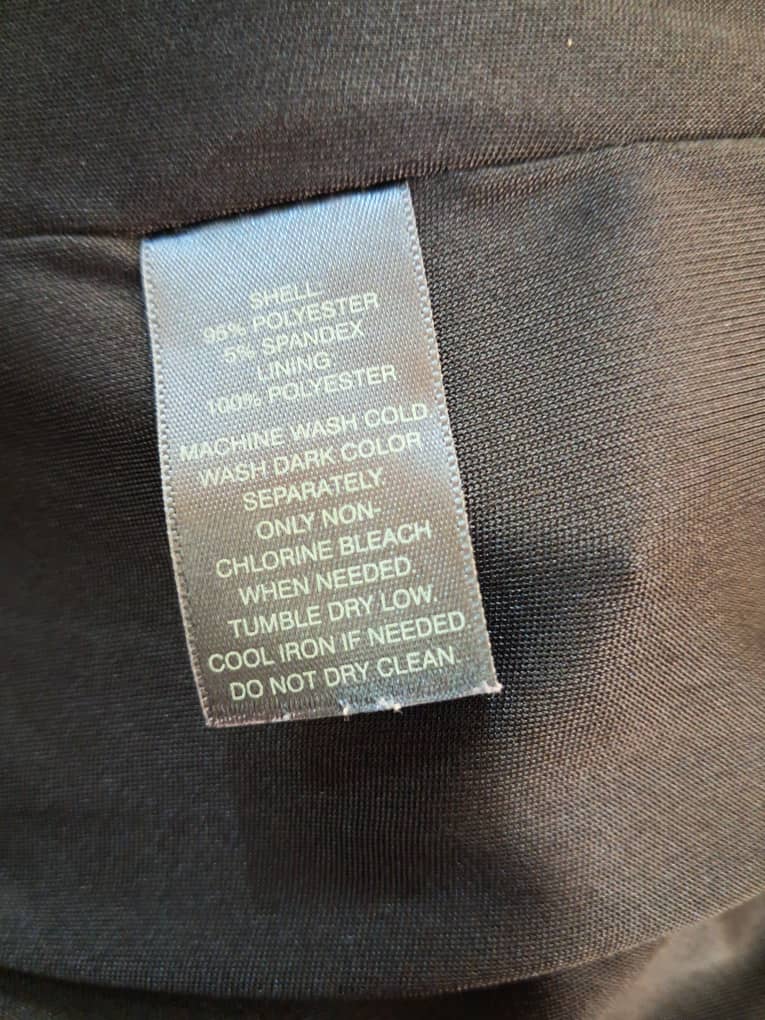 SHELL:
95% POLYESTER
5% SPANDEX
LINING
100% POLYESTER
MACHINE WASH COLD.
WASH DARK COLOR
SEPARATELY.
ONLY NON-
CHLORINE BLEACH
WHEN NEEDED.
TUMBLE DRY LOW.
COOL IRON IF NEEDED
DO NOT DRY CLEAN.